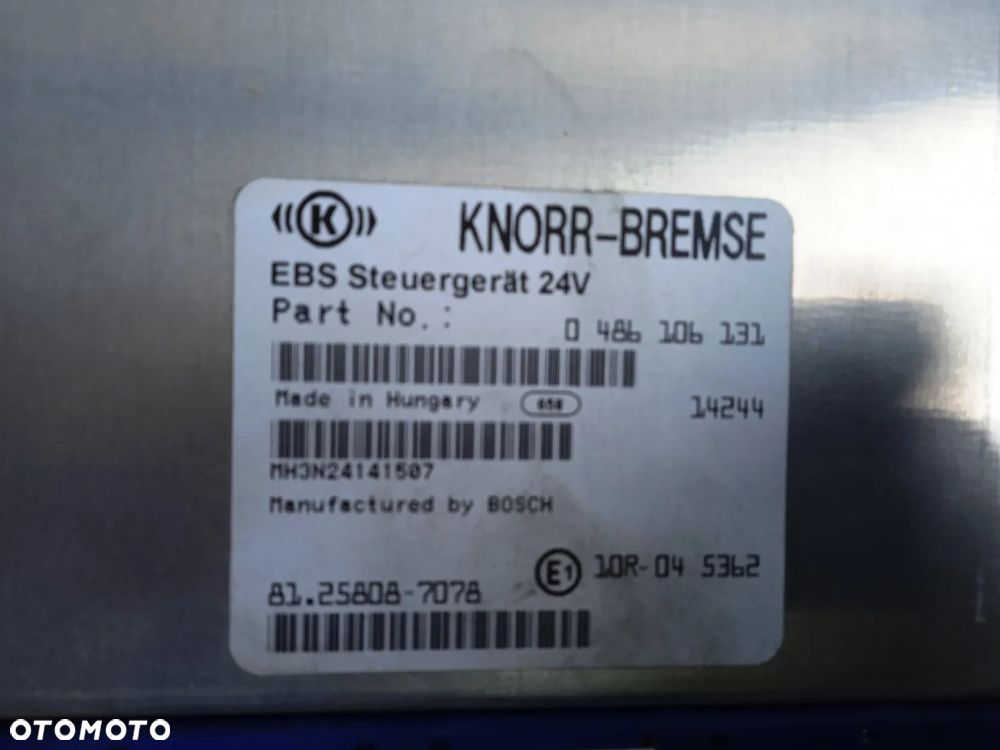 K KNORR-BREMSE
EBS Steuergerät 24V
Part No.:
0 486 106 131
Made in Hungary 658 14244
MH3N24141507
Manufactured by BOSCH
E1 10R-04 5362
81.25808-7078
OTOMOTO